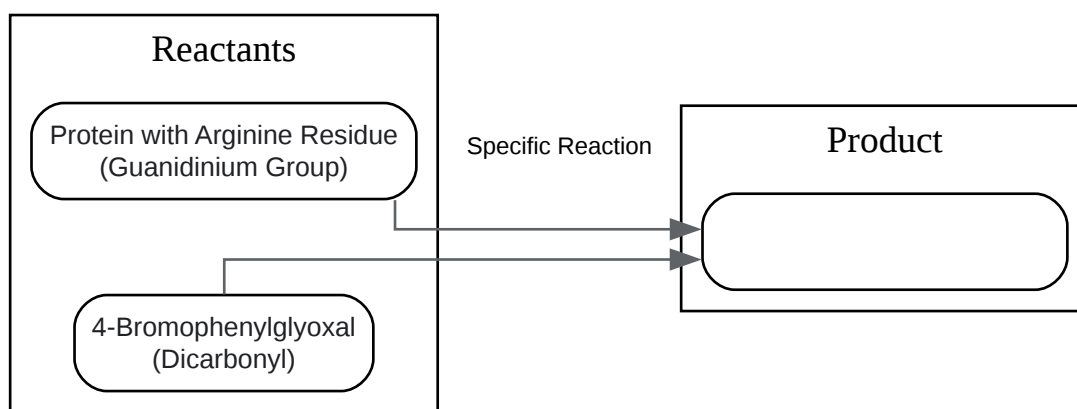 Reactants
Protein with Arginine Residue
(Guanidinium Group)
Specific Reaction
Product
4-Bromophenylglyoxal
(Dicarbonyl)